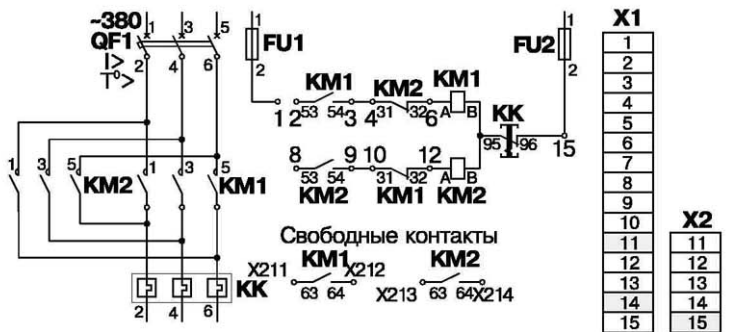 ~380
QF1
I>
T°>
1 3 5
2 4 6
1
FU1
2
1
FU2
2
KM1
KM2
KM1
1 2 53 54 3 4 31 32 6 A B
KK
95 96 15
8 53 54 9 10 31 32 12 A B
KM2 KM1 KM2
1 3 5 KM2 1 3 5 KM1
Свободные контакты
KM1 KM2
X211 63 64 X212
X213 63 64 X214
KK
2 4 6
X1
1
2
3
4
5
6
7
8
9
10
11
12
13
14
15
X2
11
12
13
14
15